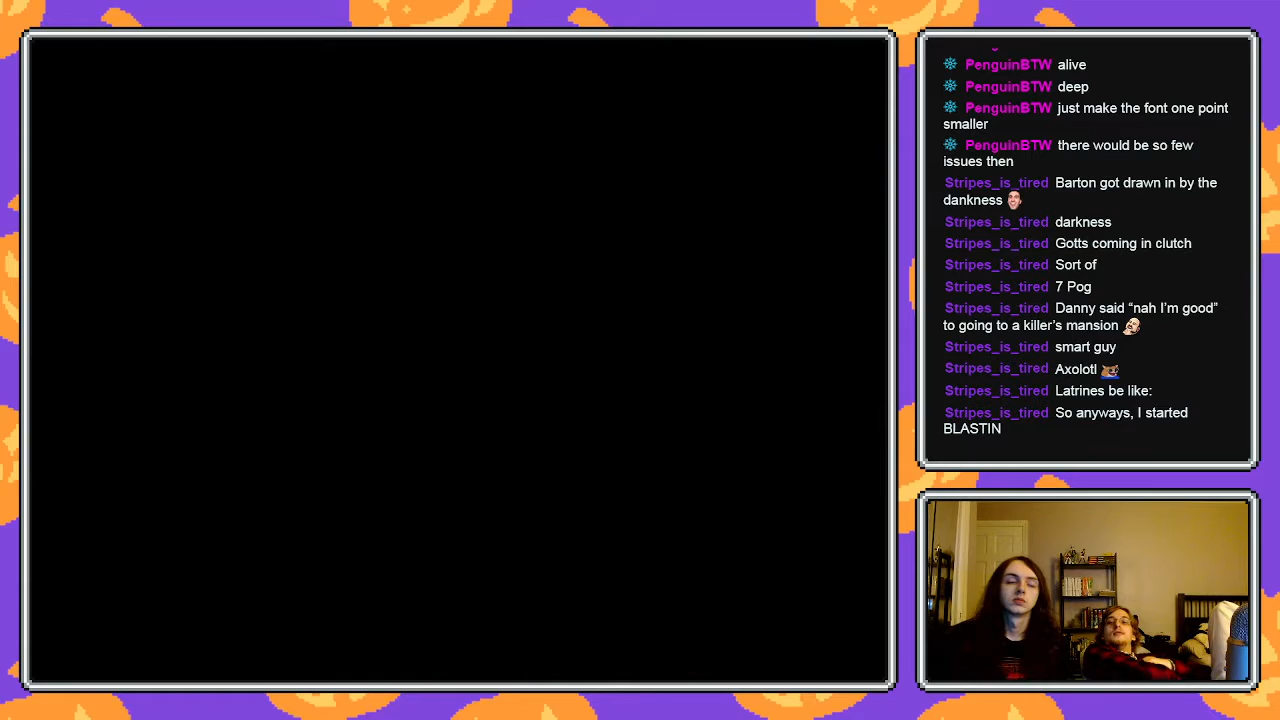 PenguinBTW alive
PenguinBTW deep
PenguinBTW just make the font one point
smaller
PenguinBTW there would be so few
issues then
Stripes_is_tired Barton got drawn in by the
dankness
Stripes_is_tired darkness
Stripes_is_tired Gotts coming in clutch
Stripes_is_tired Sort of
Stripes_is_tired 7 Pog
Stripes_is_tired Danny said “nah I’m good”
to going to a killer’s mansion
Stripes_is_tired smart guy
Stripes_is_tired Axolotl
Stripes_is_tired Latrines be like:
Stripes_is_tired So anyways, I started
BLASTIN